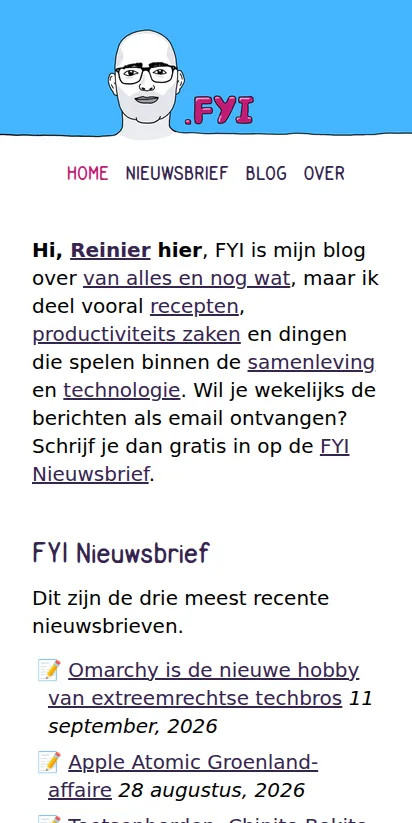 .FYI
HOME NIEUWSBRIEF BLOG OVER
Hi, Reinier hier, FYI is mijn blog
over van alles en nog wat, maar ik
deel vooral recepten,
productiviteits zaken en dingen
die spelen binnen de samenleving
en technologie. Wil je wekelijks de
berichten als email ontvangen?
Schrijf je dan gratis in op de FYI
Nieuwsbrief.
FYI Nieuwsbrief
Dit zijn de drie meest recente
nieuwsbrieven.
📝 Omarchy is de nieuwe hobby
van extreemrechtse techbros 11
september, 2026
📝 Apple Atomic Groenland-
affaire 28 augustus, 2026